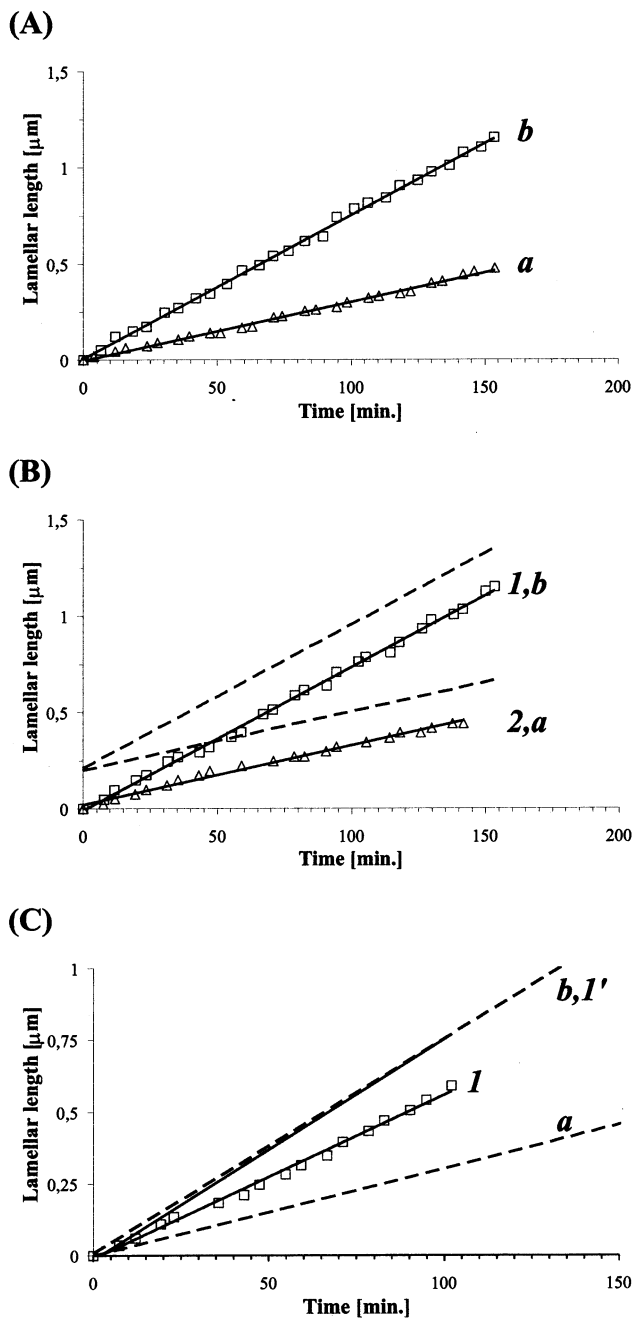 (A)
Lamellar length [μm]
1,5
1
0,5
0
b
a
0 50 100 150 200
Time [min.]
(B)
Lamellar length [μm]
1,5
1
0,5
0
1,b
2,a
0 50 100 150 200
Time [min.]
(C)
Lamellar length [μm]
1
0,75
0,5
0,25
0
b,1'
1
a
0 50 100 150
Time [min.]